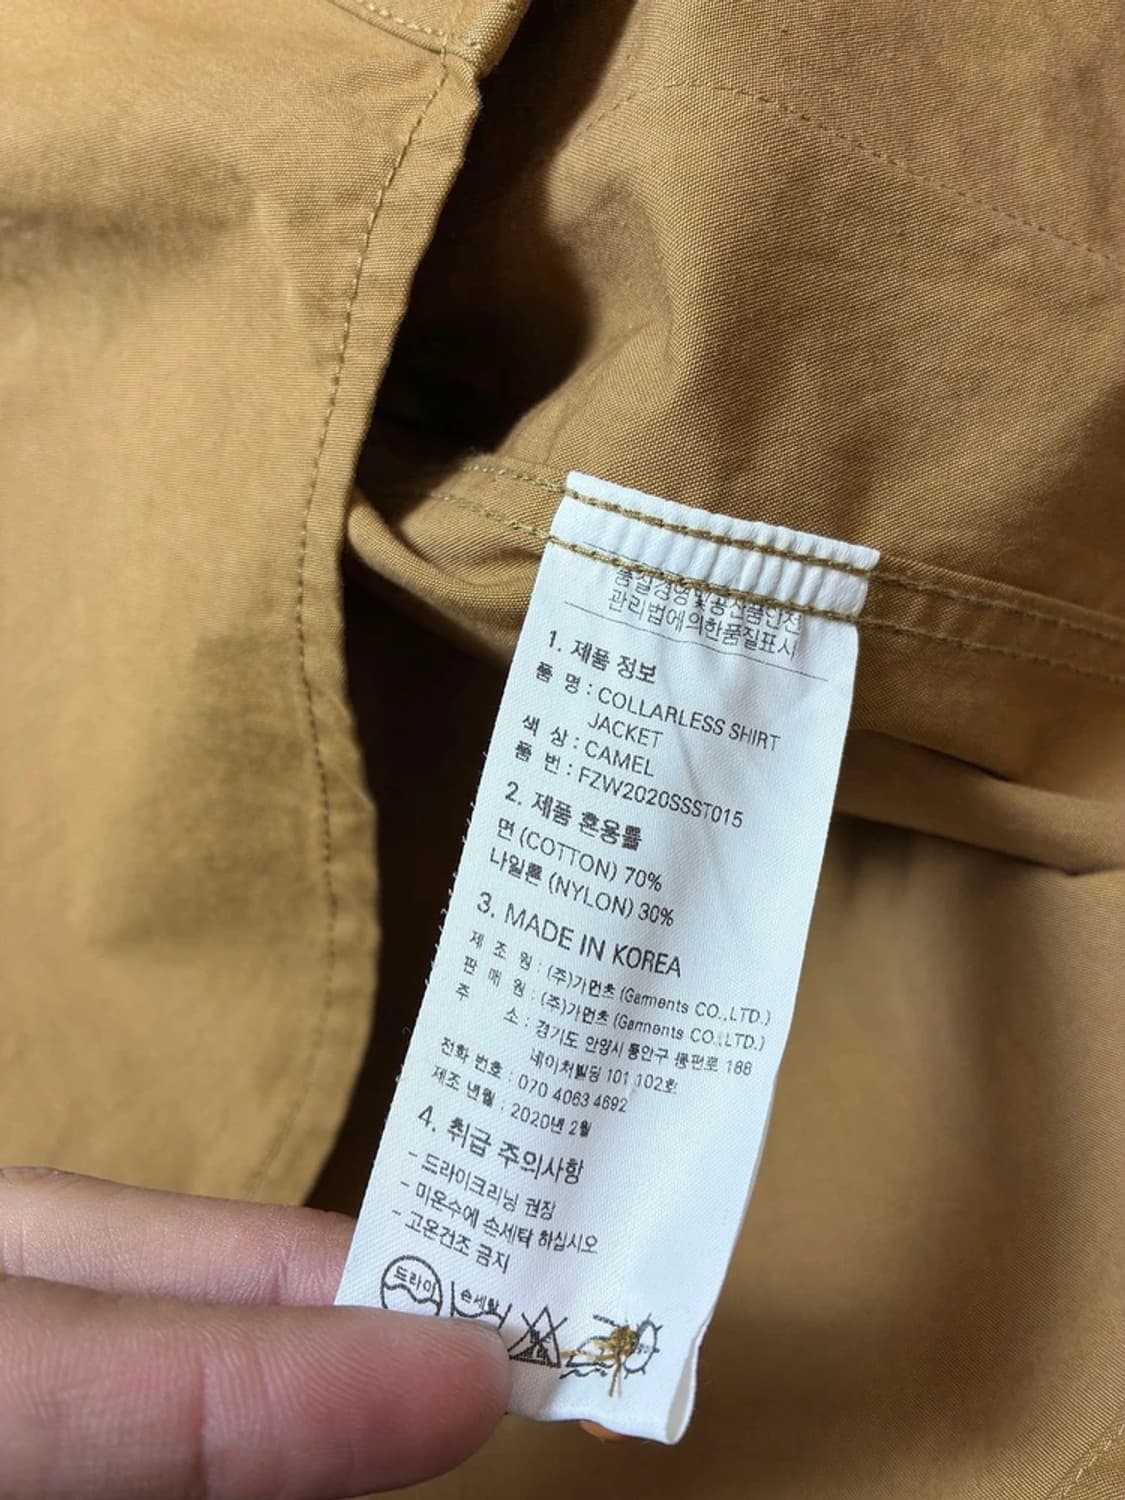 품질경영및공산품안전
관리법에의한품질표시
1. 제품 정보
품 명 : COLLARLESS SHIRT
JACKET
색 상 : CAMEL
품 번 : FZW2020SSST015
2. 제품 혼용률
면 (COTTON) 70%
나일론 (NYLON) 30%
3. MADE IN KOREA
제 조 원 : (주)가먼츠 (Garments CO.,LTD.)
판 매 원 : (주)가먼츠 (Garments CO.,LTD.)
주 소 : 경기도 안양시 동안구 흥편로 188
네이처빌딩 101 102호
전화 번호 : 070 4063 4692
제조 년월 : 2020년 2월
4. 취급 주의사항
- 드라이크리닝 권장
- 미온수에 손세탁 하십시오
- 고온건조 금지
드라이 손세탁